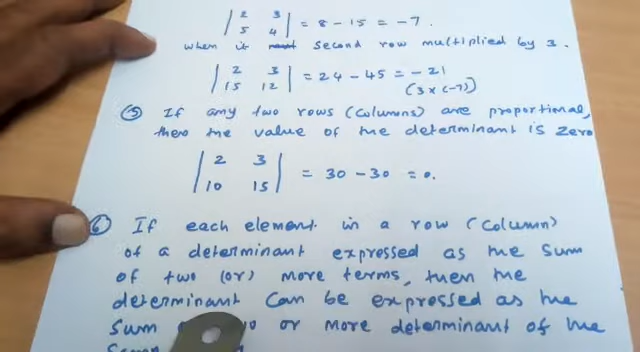 | 2 3 | = 8 - 15 = -7.
| 5 4 |
when it second row multiplied by 3.
| 2 3 | = 24 - 45 = -21
| 15 12 | (3 x (-7))
⑤ If any two rows (columns) are proportional,
then the value of the determinant is zero
| 2 3 | = 30 - 30 = 0.
| 10 15 |
⑥ If each element in a row (column)
of a determinant expressed as the sum
of two (or) more terms, then the
determinant can be expressed as the
sum or more determinant of the